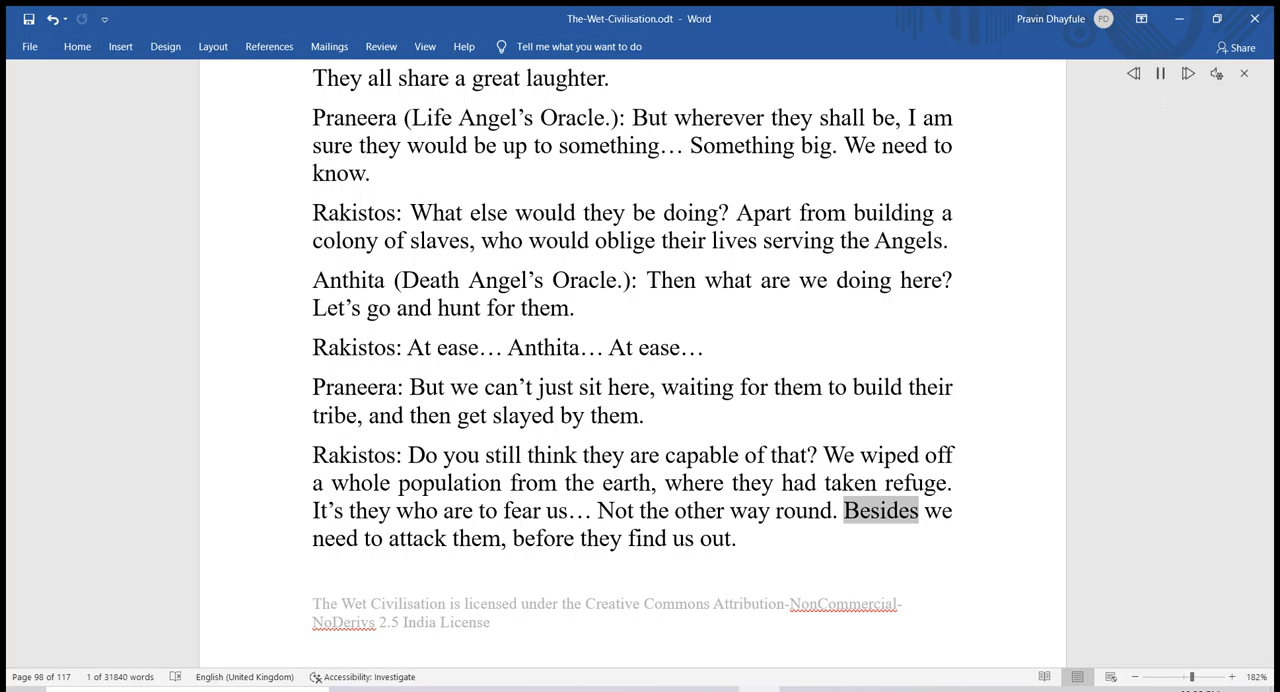 The-Wet-Civilisation.odt - Word
Pravin Dhayfule PD
File Home Insert Design Layout References Mailings Review View Help Tell me what you want to do Share
They all share a great laughter.
Praneera (Life Angel’s Oracle.): But wherever they shall be, I am
sure they would be up to something… Something big. We need to
know.
Rakistos: What else would they be doing? Apart from building a
colony of slaves, who would oblige their lives serving the Angels.
Anthita (Death Angel’s Oracle.): Then what are we doing here?
Let’s go and hunt for them.
Rakistos: At ease… Anthita… At ease…
Praneera: But we can’t just sit here, waiting for them to build their
tribe, and then get slayed by them.
Rakistos: Do you still think they are capable of that? We wiped off
a whole population from the earth, where they had taken refuge.
It’s they who are to fear us… Not the other way round. Besides we
need to attack them, before they find us out.
The Wet Civilisation is licensed under the Creative Commons Attribution-NonCommercial-
NoDerivs 2.5 India License
Page 98 of 117 1 of 31840 words English (United Kingdom) Accessibility: Investigate 182%